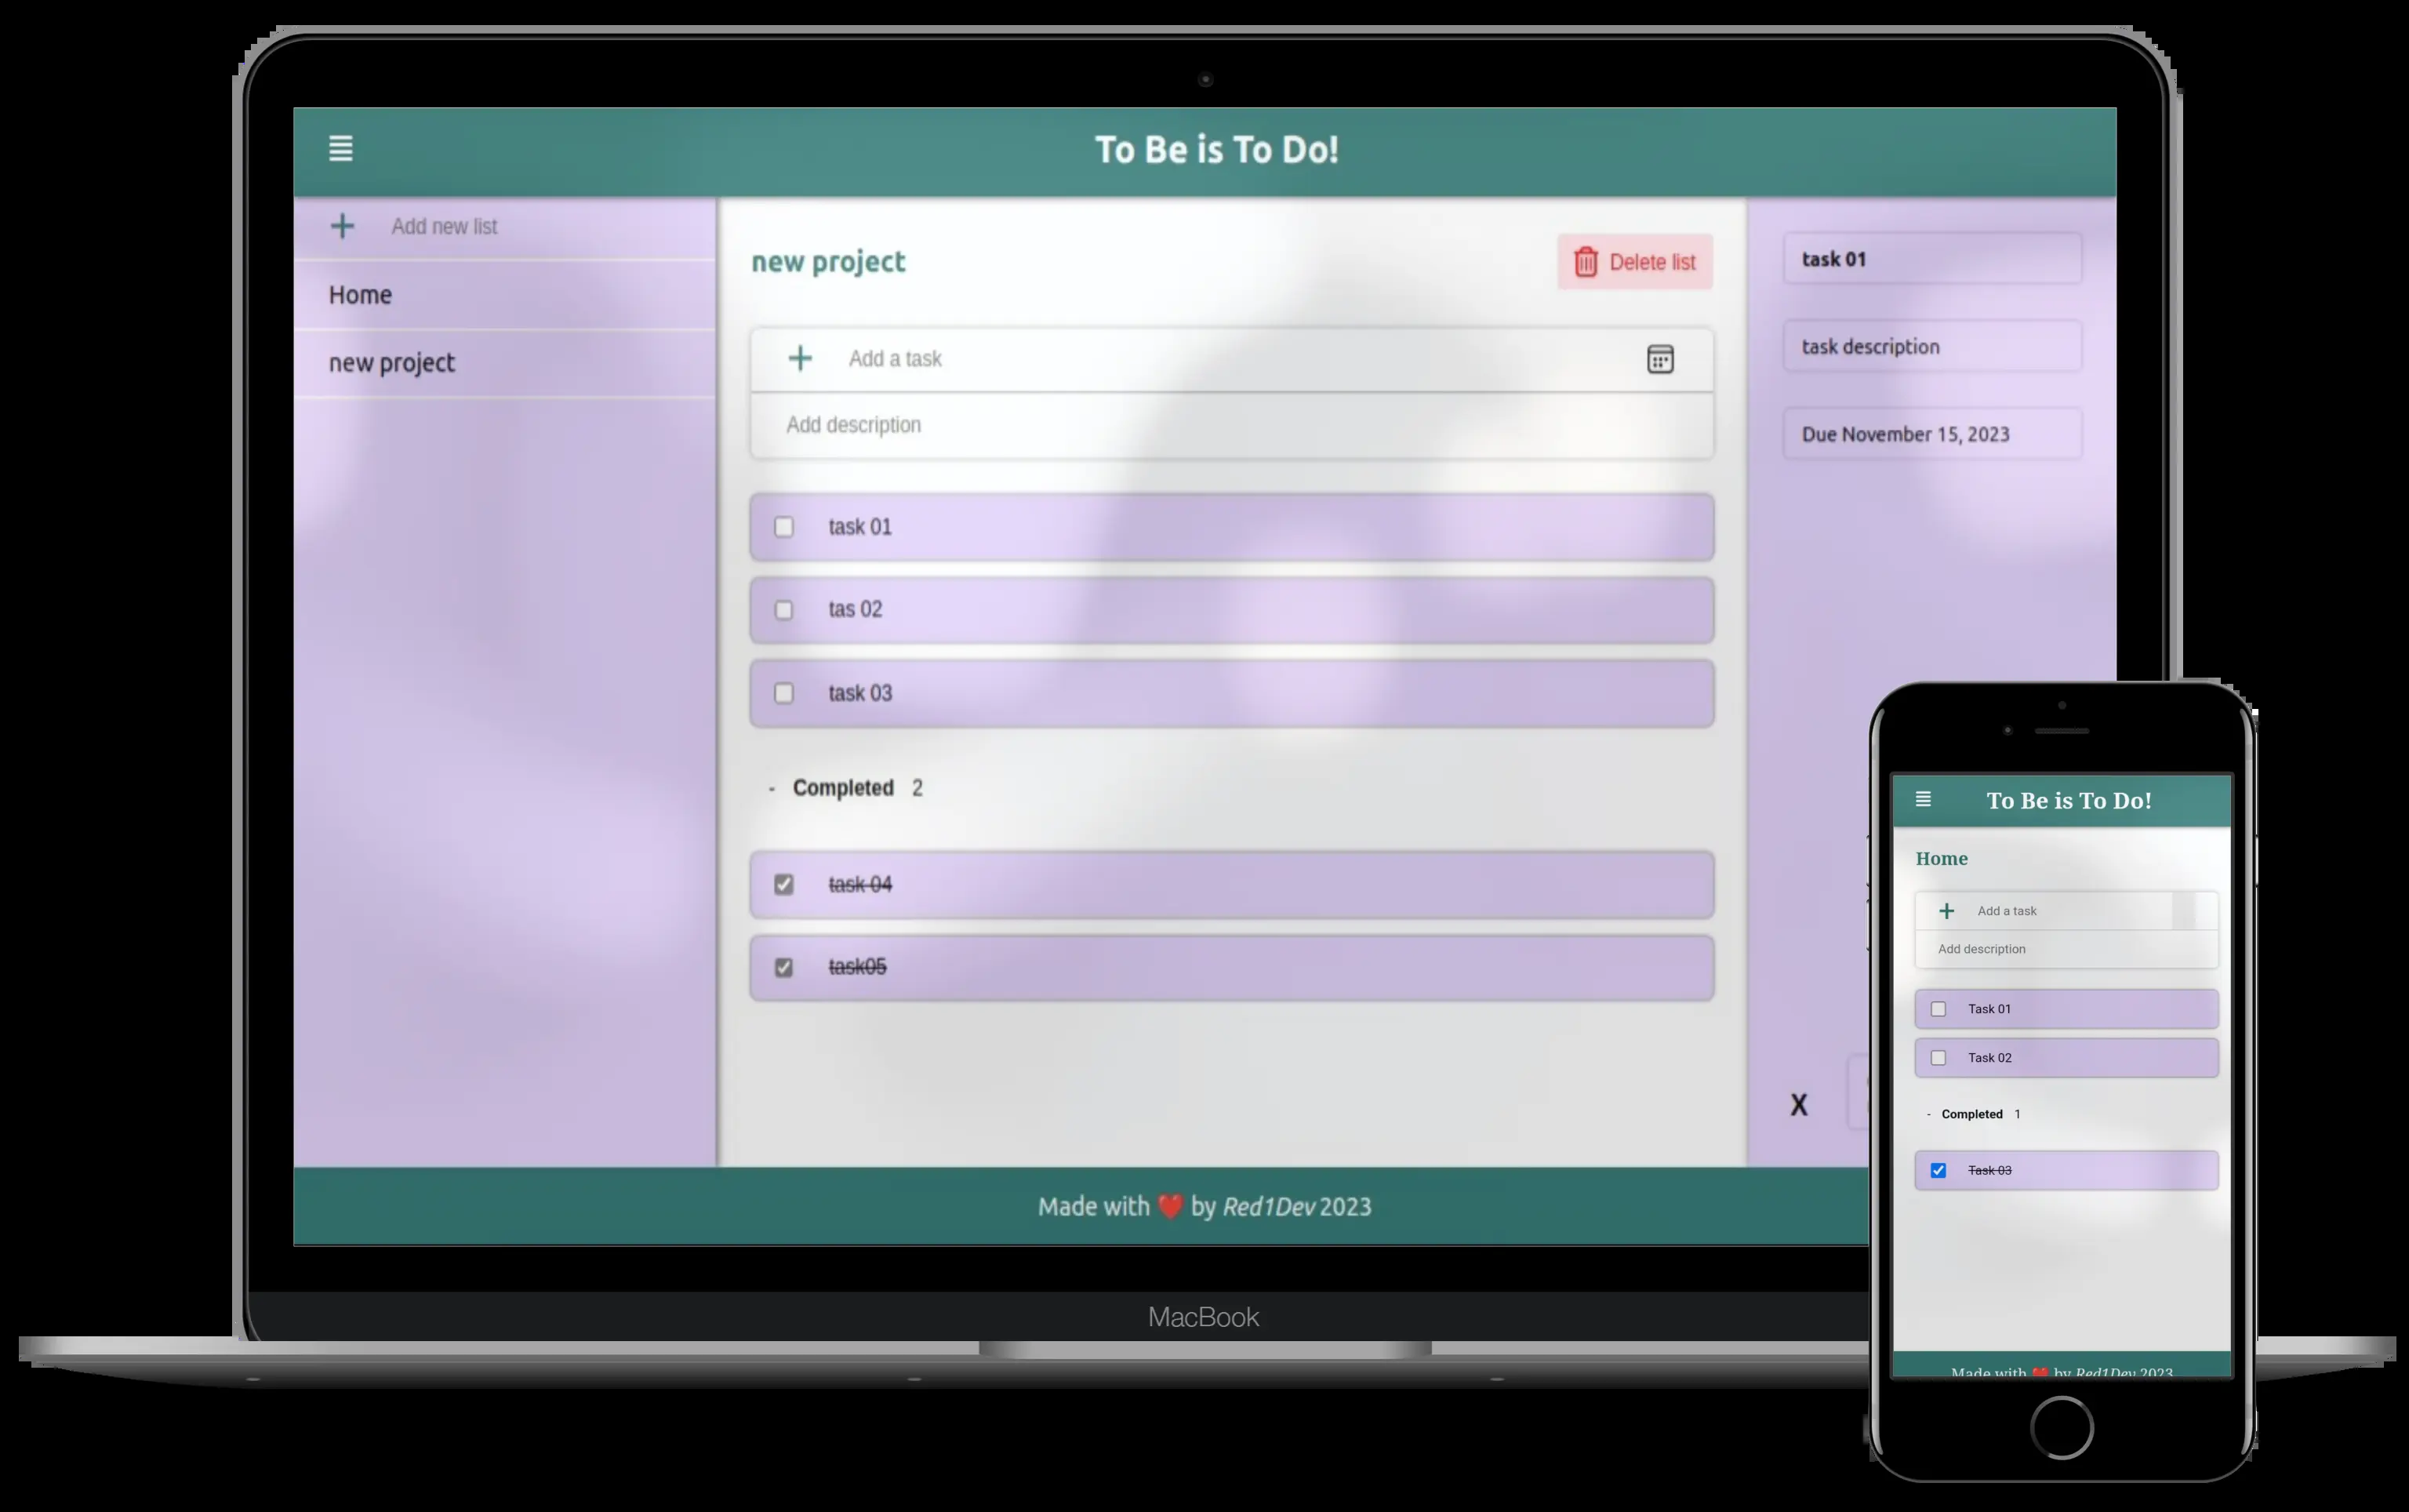 To Be is To Do!
Add new list
Home
new project
new project
Delete list
Add a task
Add description
task 01
tas 02
task 03
- Completed 2
task 04
task05
task 01
task description
Due November 15, 2023
X
Made with ❤️ by Red1Dev 2023
MacBook
To Be is To Do!
Home
Add a task
Add description
Task 01
Task 02
- Completed 1
Task 03
Made with ❤️ by Red1Dev 2023